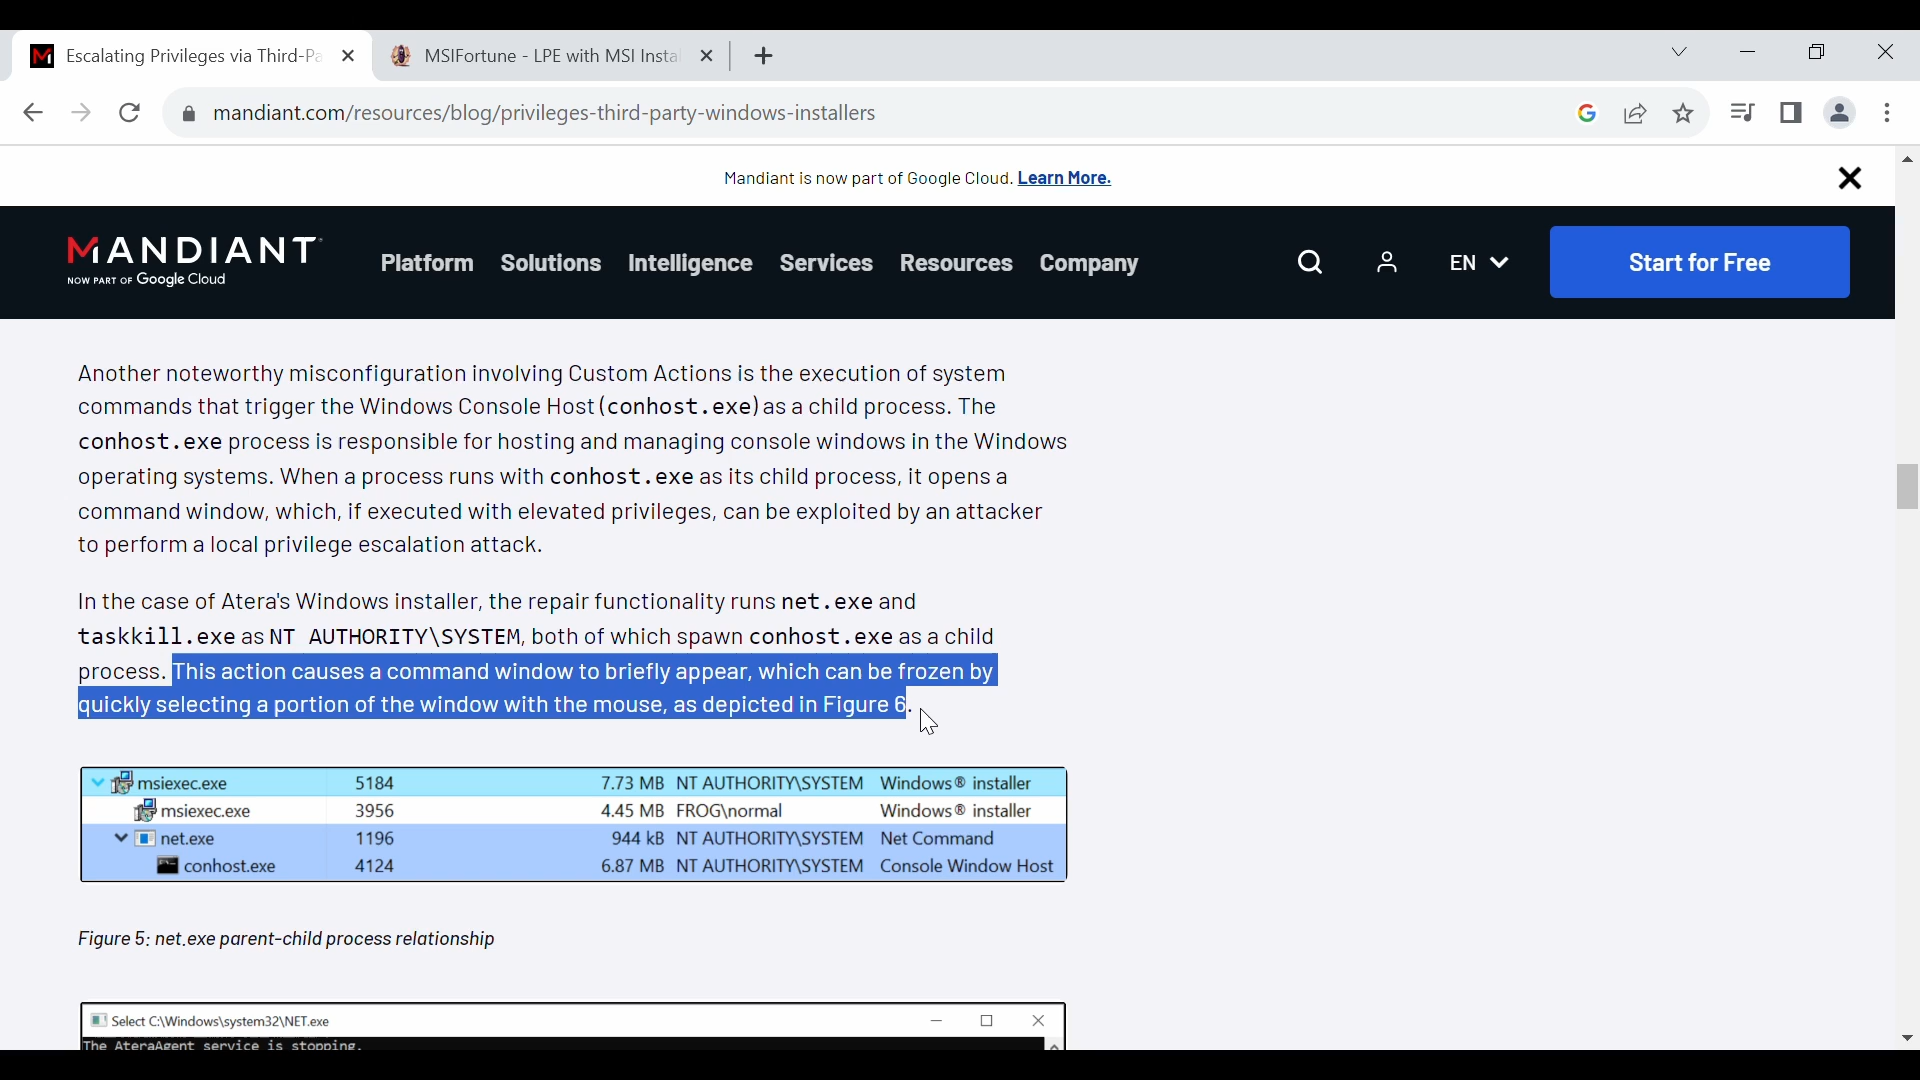 Escalating Privileges via Third-Pa
MSIFortune - LPE with MSI Instal
mandiant.com/resources/blog/privileges-third-party-windows-installers
Mandiant is now part of Google Cloud. Learn More.
MANDIANT
NOW PART OF Google Cloud
Platform Solutions Intelligence Services Resources Company
EN
Start for Free
Another noteworthy misconfiguration involving Custom Actions is the execution of system
commands that trigger the Windows Console Host (conhost.exe) as a child process. The
conhost.exe process is responsible for hosting and managing console windows in the Windows
operating systems. When a process runs with conhost.exe as its child process, it opens a
command window, which, if executed with elevated privileges, can be exploited by an attacker
to perform a local privilege escalation attack.
In the case of Atera's Windows installer, the repair functionality runs net.exe and
taskkill.exe as NT AUTHORITY\SYSTEM, both of which spawn conhost.exe as a child
process. This action causes a command window to briefly appear, which can be frozen by
quickly selecting a portion of the window with the mouse, as depicted in Figure 6.
msiexec.exe 5184 7.73 MB NT AUTHORITY\SYSTEM Windows® installer
msiexec.exe 3956 4.45 MB FROG\normal Windows® installer
net.exe 1196 944 kB NT AUTHORITY\SYSTEM Net Command
conhost.exe 4124 6.87 MB NT AUTHORITY\SYSTEM Console Window Host
Figure 5: net.exe parent-child process relationship
Select C:\Windows\system32\NET.exe
The AteraAgent service is stopping.